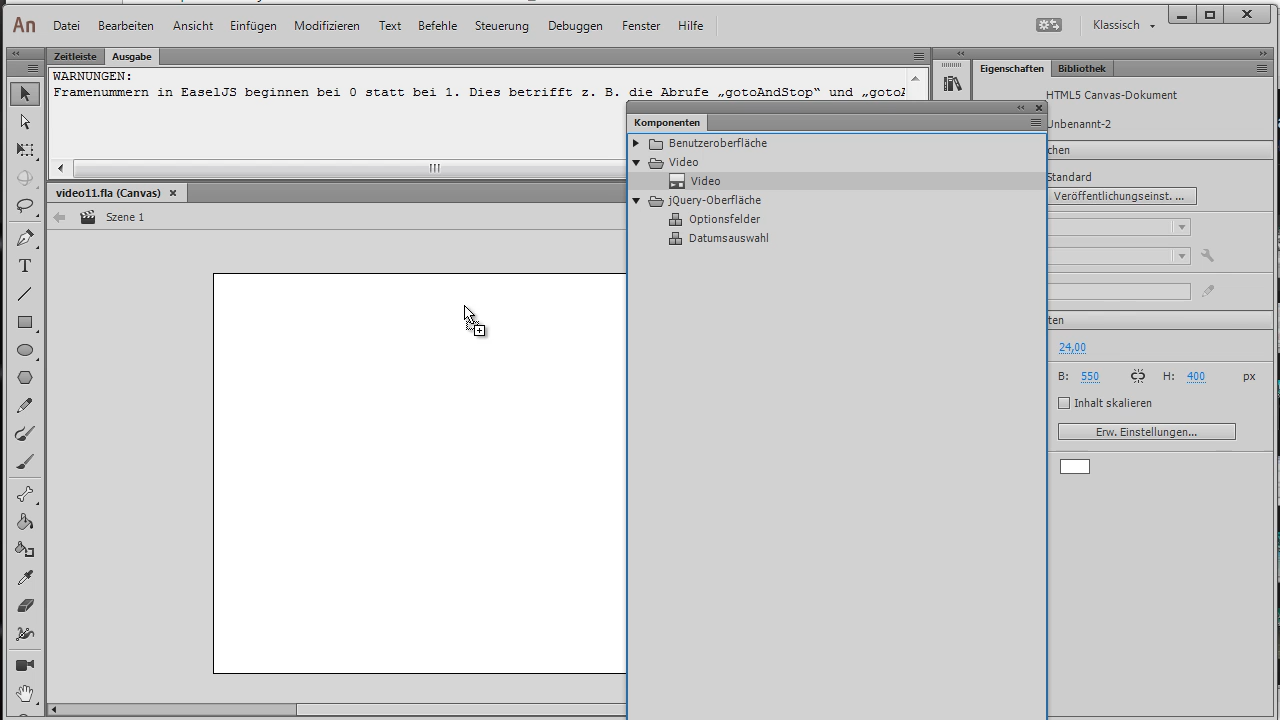 An Datei Bearbeiten Ansicht Einfügen Modifizieren Text Befehle Steuerung Debuggen Fenster Hilfe Klassisch
Zeitleiste Ausgabe
WARNUNGEN:
Framenummern in EaselJS beginnen bei 0 statt bei 1. Dies betrifft z. B. die Abrufe „gotoAndStop“ und „gotoA
video11.fla (Canvas)
Szene 1
Komponenten
Benutzeroberfläche
Video
Video
jQuery-Oberfläche
Optionsfelder
Datumsauswahl
Eigenschaften Bibliothek
HTML5 Canvas-Dokument
Unbenannt-2
chen
Standard
Veröffentlichungseinst. ...
ten
24,00
B: 550 H: 400 px
Inhalt skalieren
Erw. Einstellungen...
T